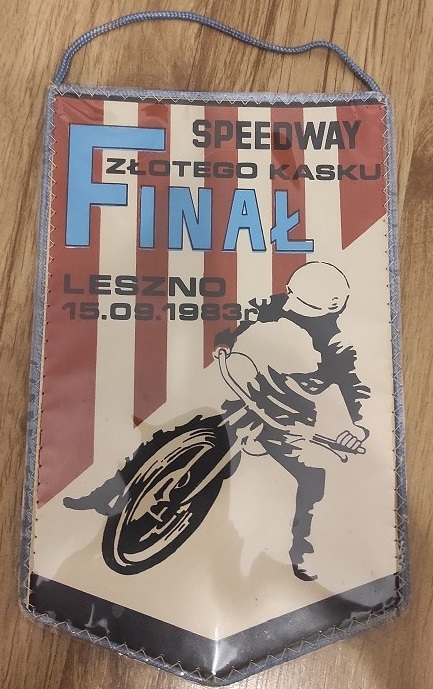 SPEEDWAY
ZŁOTEGO KASKU
FINAŁ
LESZNO
15.09.1983r